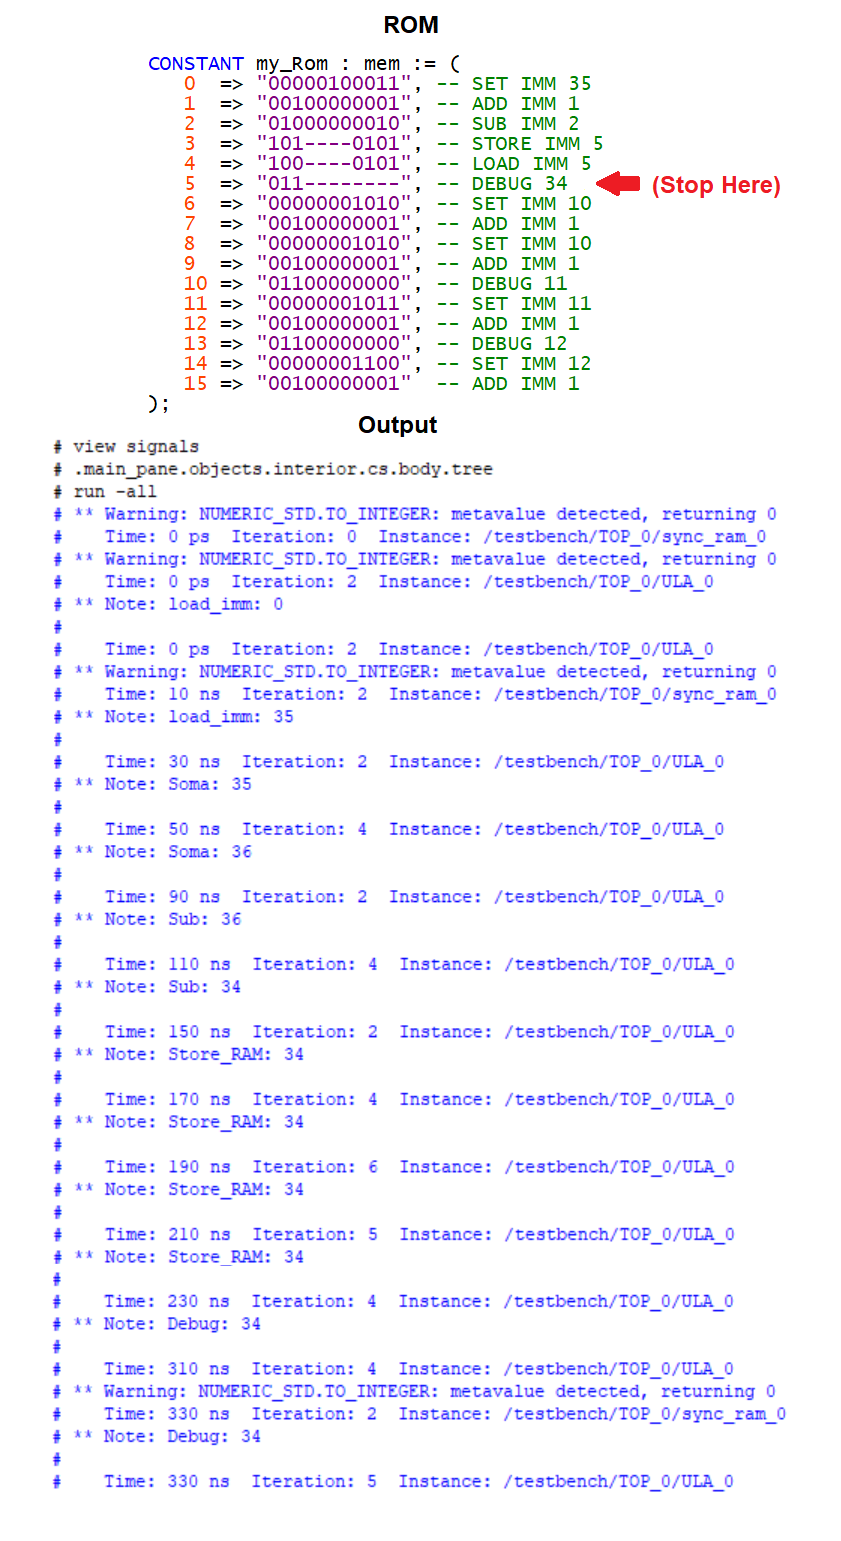 ROM
CONSTANT my_Rom : mem := (
0 => "00000100011", -- SET IMM 35
1 => "00100000001", -- ADD IMM 1
2 => "01000000010", -- SUB IMM 2
3 => "101----0101", -- STORE IMM 5
4 => "100----0101", -- LOAD IMM 5
5 => "011--------", -- DEBUG 34 (Stop Here)
6 => "00000001010", -- SET IMM 10
7 => "00100000001", -- ADD IMM 1
8 => "00000001010", -- SET IMM 10
9 => "00100000001", -- ADD IMM 1
10 => "01100000000", -- DEBUG 11
11 => "00000001011", -- SET IMM 11
12 => "00100000001", -- ADD IMM 1
13 => "01100000000", -- DEBUG 12
14 => "00000001100", -- SET IMM 12
15 => "00100000001" -- ADD IMM 1
);
Output
# view signals
# .main_pane.objects.interior.cs.body.tree
# run -all
# ** Warning: NUMERIC_STD.TO_INTEGER: metavalue detected, returning 0
# Time: 0 ps Iteration: 0 Instance: /testbench/TOP_0/sync_ram_0
# ** Warning: NUMERIC_STD.TO_INTEGER: metavalue detected, returning 0
# Time: 0 ps Iteration: 2 Instance: /testbench/TOP_0/ULA_0
# ** Note: load_imm: 0
#
# Time: 0 ps Iteration: 2 Instance: /testbench/TOP_0/ULA_0
# ** Warning: NUMERIC_STD.TO_INTEGER: metavalue detected, returning 0
# Time: 10 ns Iteration: 2 Instance: /testbench/TOP_0/sync_ram_0
# ** Note: load_imm: 35
#
# Time: 30 ns Iteration: 2 Instance: /testbench/TOP_0/ULA_0
# ** Note: Soma: 35
#
# Time: 50 ns Iteration: 4 Instance: /testbench/TOP_0/ULA_0
# ** Note: Soma: 36
#
# Time: 90 ns Iteration: 2 Instance: /testbench/TOP_0/ULA_0
# ** Note: Sub: 36
#
# Time: 110 ns Iteration: 4 Instance: /testbench/TOP_0/ULA_0
# ** Note: Sub: 34
#
# Time: 150 ns Iteration: 2 Instance: /testbench/TOP_0/ULA_0
# ** Note: Store_RAM: 34
#
# Time: 170 ns Iteration: 4 Instance: /testbench/TOP_0/ULA_0
# ** Note: Store_RAM: 34
#
# Time: 190 ns Iteration: 6 Instance: /testbench/TOP_0/ULA_0
# ** Note: Store_RAM: 34
#
# Time: 210 ns Iteration: 5 Instance: /testbench/TOP_0/ULA_0
# ** Note: Store_RAM: 34
#
# Time: 230 ns Iteration: 4 Instance: /testbench/TOP_0/ULA_0
# ** Note: Debug: 34
#
# Time: 310 ns Iteration: 4 Instance: /testbench/TOP_0/ULA_0
# ** Warning: NUMERIC_STD.TO_INTEGER: metavalue detected, returning 0
# Time: 330 ns Iteration: 2 Instance: /testbench/TOP_0/sync_ram_0
# ** Note: Debug: 34
#
# Time: 330 ns Iteration: 5 Instance: /testbench/TOP_0/ULA_0